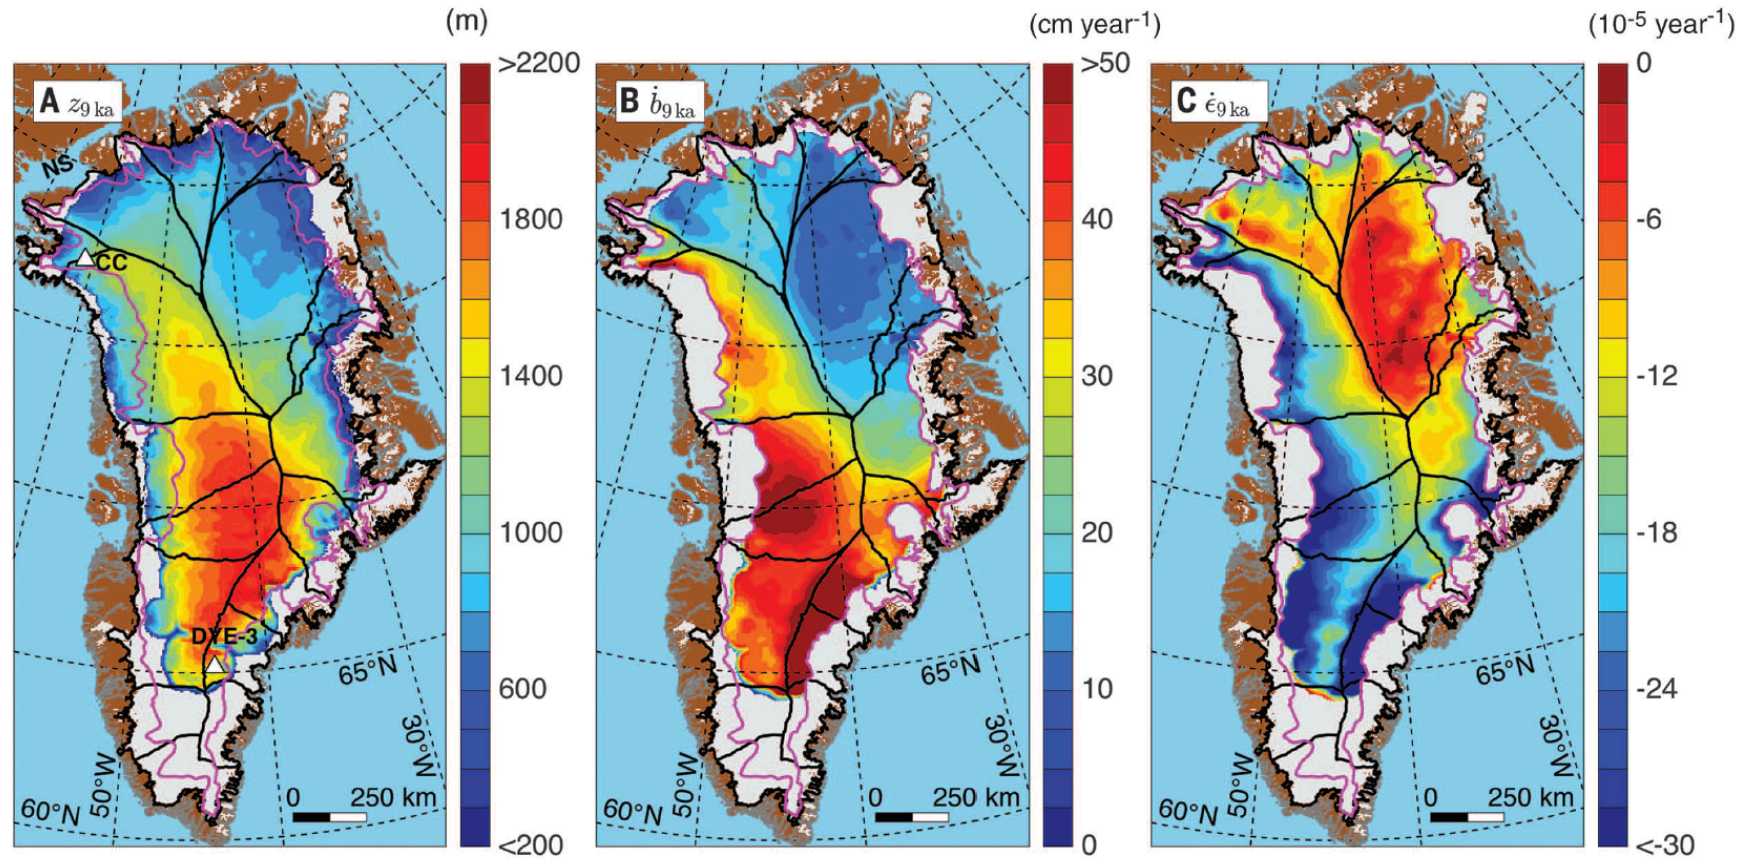 (m)
(cm year⁻¹)
(10⁻⁵ year⁻¹)
A z₉ ₖₐ
>2200
1800
1400
1000
600
<200
NS
CC
DYE-3
65°N
30°W
50°W
60°N
0 250 km
B ḃ₉ ₖₐ
>50
40
30
20
10
0
65°N
30°W
50°W
60°N
0 250 km
C ϵ̇₉ ₖₐ
0
-6
-12
-18
-24
<-30
65°N
30°W
50°W
60°N
0 250 km